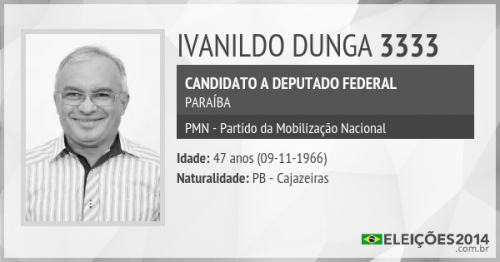 IVANILDO DUNGA 3333
CANDIDATO A DEPUTADO FEDERAL
PARAÍBA
PMN - Partido da Mobilização Nacional
Idade: 47 anos (09-11-1966)
Naturalidade: PB - Cajazeiras
ELEIÇÕES2014
.com.br